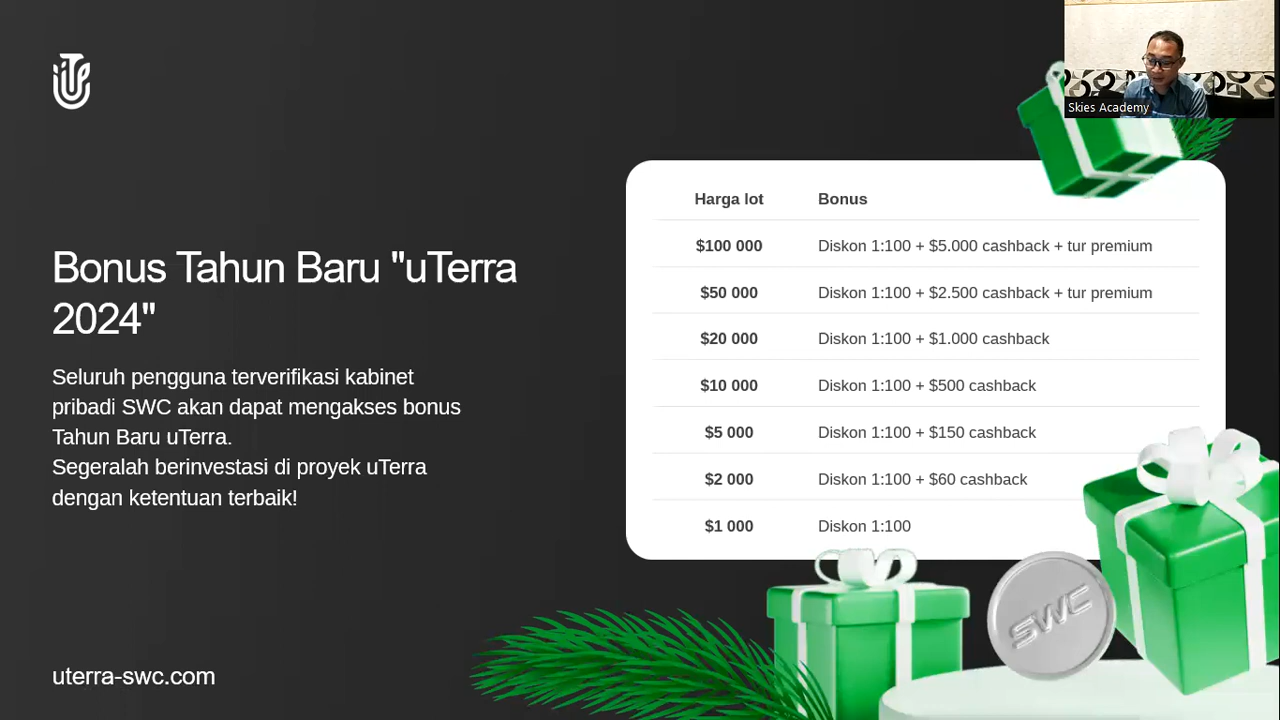 Skies Academy
Bonus Tahun Baru "uTerra
2024"
Seluruh pengguna terverifikasi kabinet
pribadi SWC akan dapat mengakses bonus
Tahun Baru uTerra.
Segeralah berinvestasi di proyek uTerra
dengan ketentuan terbaik!
Harga lot Bonus
$100 000 Diskon 1:100 + $5.000 cashback + tur premium
$50 000 Diskon 1:100 + $2.500 cashback + tur premium
$20 000 Diskon 1:100 + $1.000 cashback
$10 000 Diskon 1:100 + $500 cashback
$5 000 Diskon 1:100 + $150 cashback
$2 000 Diskon 1:100 + $60 cashback
$1 000 Diskon 1:100
SWC
uterra-swc.com